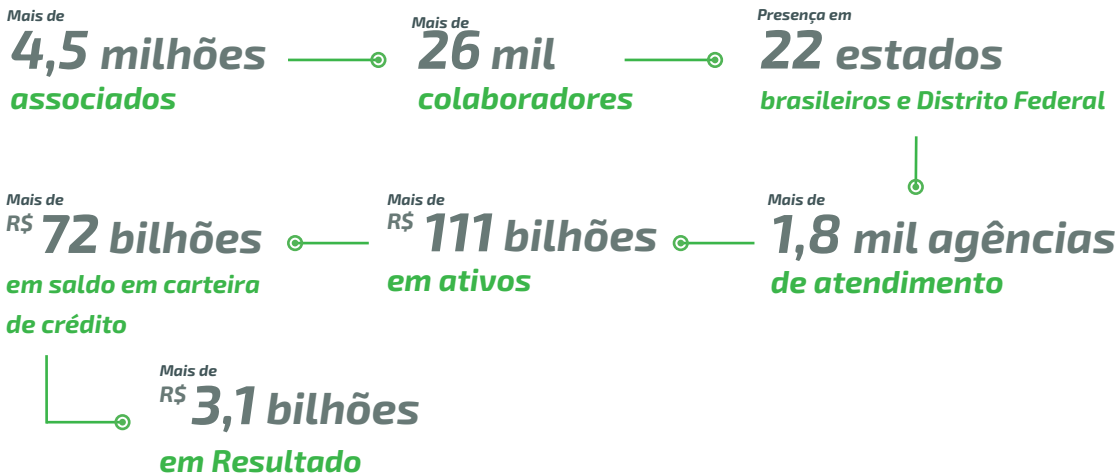 Mais de
4,5 milhões
associados
Mais de
26 mil
colaboradores
Presença em
22 estados
brasileiros e Distrito Federal
Mais de
1,8 mil agências
de atendimento
Mais de
R$ 111 bilhões
em ativos
Mais de
R$ 72 bilhões
em saldo em carteira
de crédito
Mais de
R$ 3,1 bilhões
em Resultado